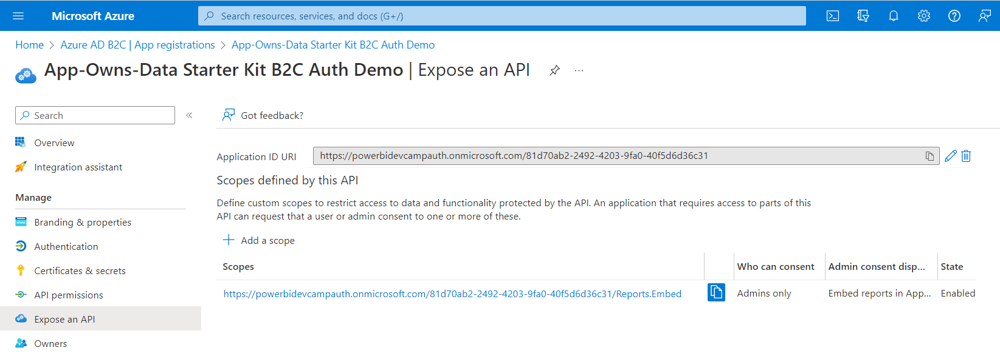 Microsoft Azure
Search resources, services, and docs (G+/)
Home > Azure AD B2C | App registrations > App-Owns-Data Starter Kit B2C Auth Demo
App-Owns-Data Starter Kit B2C Auth Demo | Expose an API
Search
«
Got feedback?
Overview
Integration assistant
Manage
Branding & properties
Authentication
Certificates & secrets
API permissions
Expose an API
Owners
Application ID URI
https://powerbidevcampauth.onmicrosoft.com/81d70ab2-2492-4203-9fa0-40f5d6d36c31
Scopes defined by this API
Define custom scopes to restrict access to data and functionality protected by the API. An application that requires access to parts of this
API can request that a user or admin consent to one or more of these.
Add a scope
Scopes Who can consent Admin consent disp... State
https://powerbidevcampauth.onmicrosoft.com/81d70ab2-2492-4203-9fa0-40f5d6d36c31/Reports.Embed Admins only Embed reports in App... Enabled